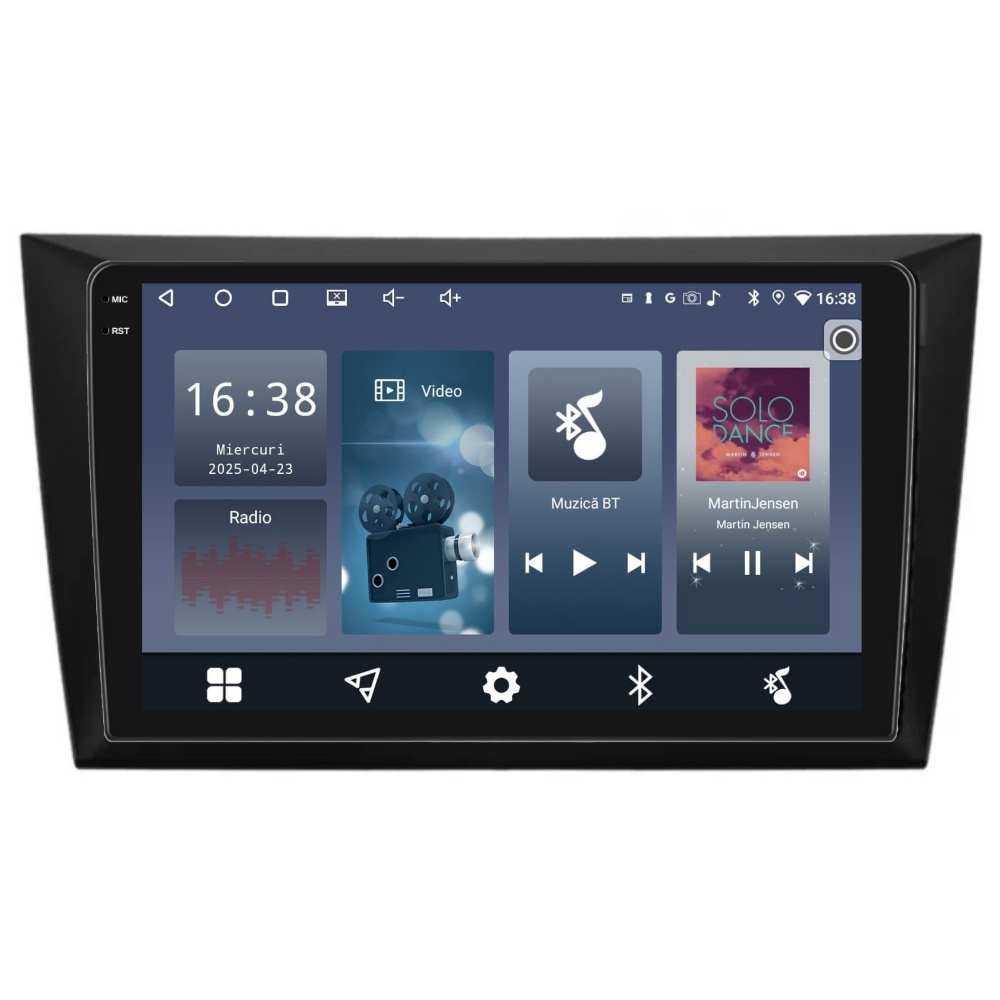 MIC
RST
16:38
16:38
Miercuri
2025-04-23
Radio
Video
Muzică BT
SOLO
DANCE
MARTIN JENSEN
MartinJensen
Martin Jensen